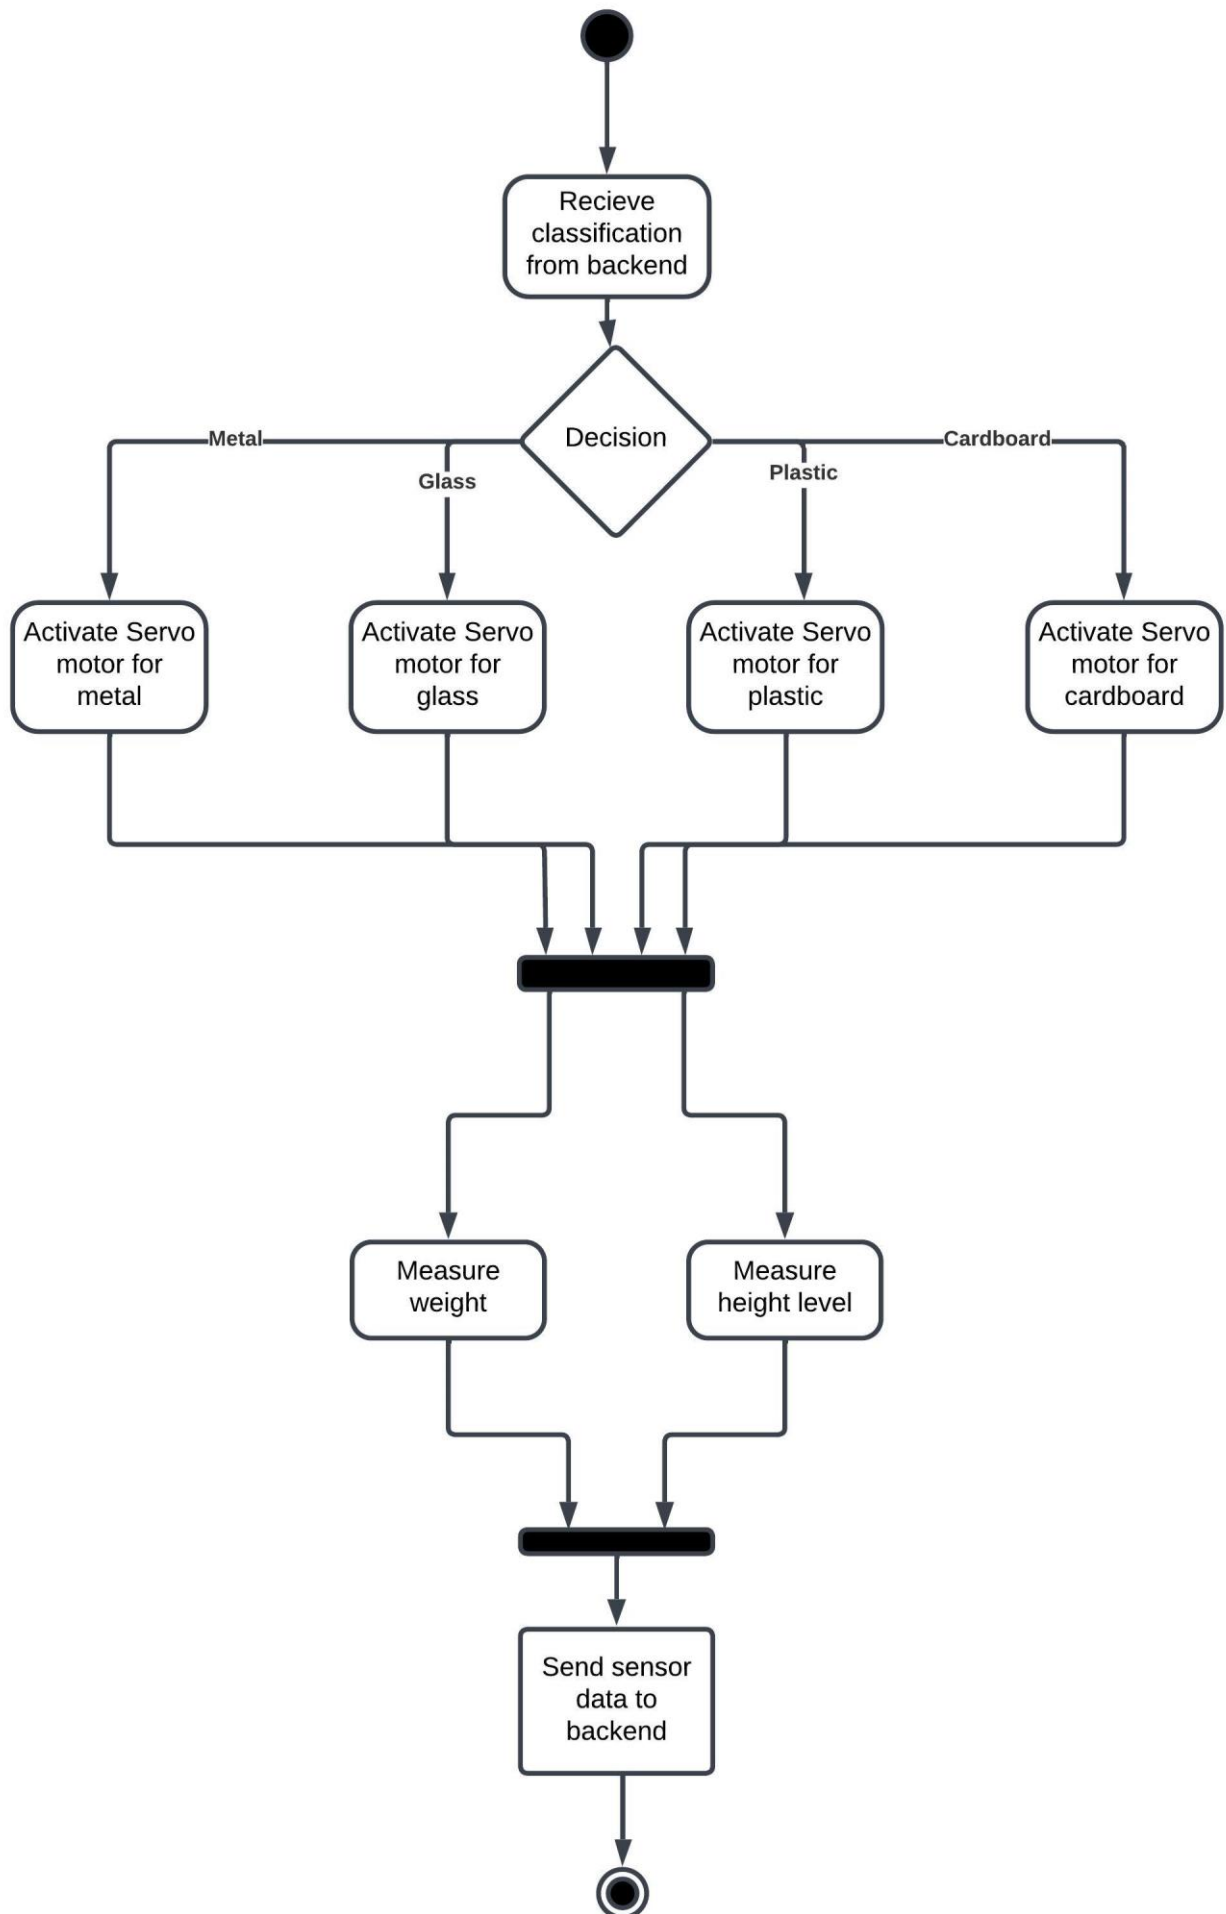 Recieve
classification
from backend
Decision
Metal
Glass
Plastic
Cardboard
Activate Servo
motor for
metal
Activate Servo
motor for
glass
Activate Servo
motor for
plastic
Activate Servo
motor for
cardboard
Measure
weight
Measure
height level
Send sensor
data to
backend